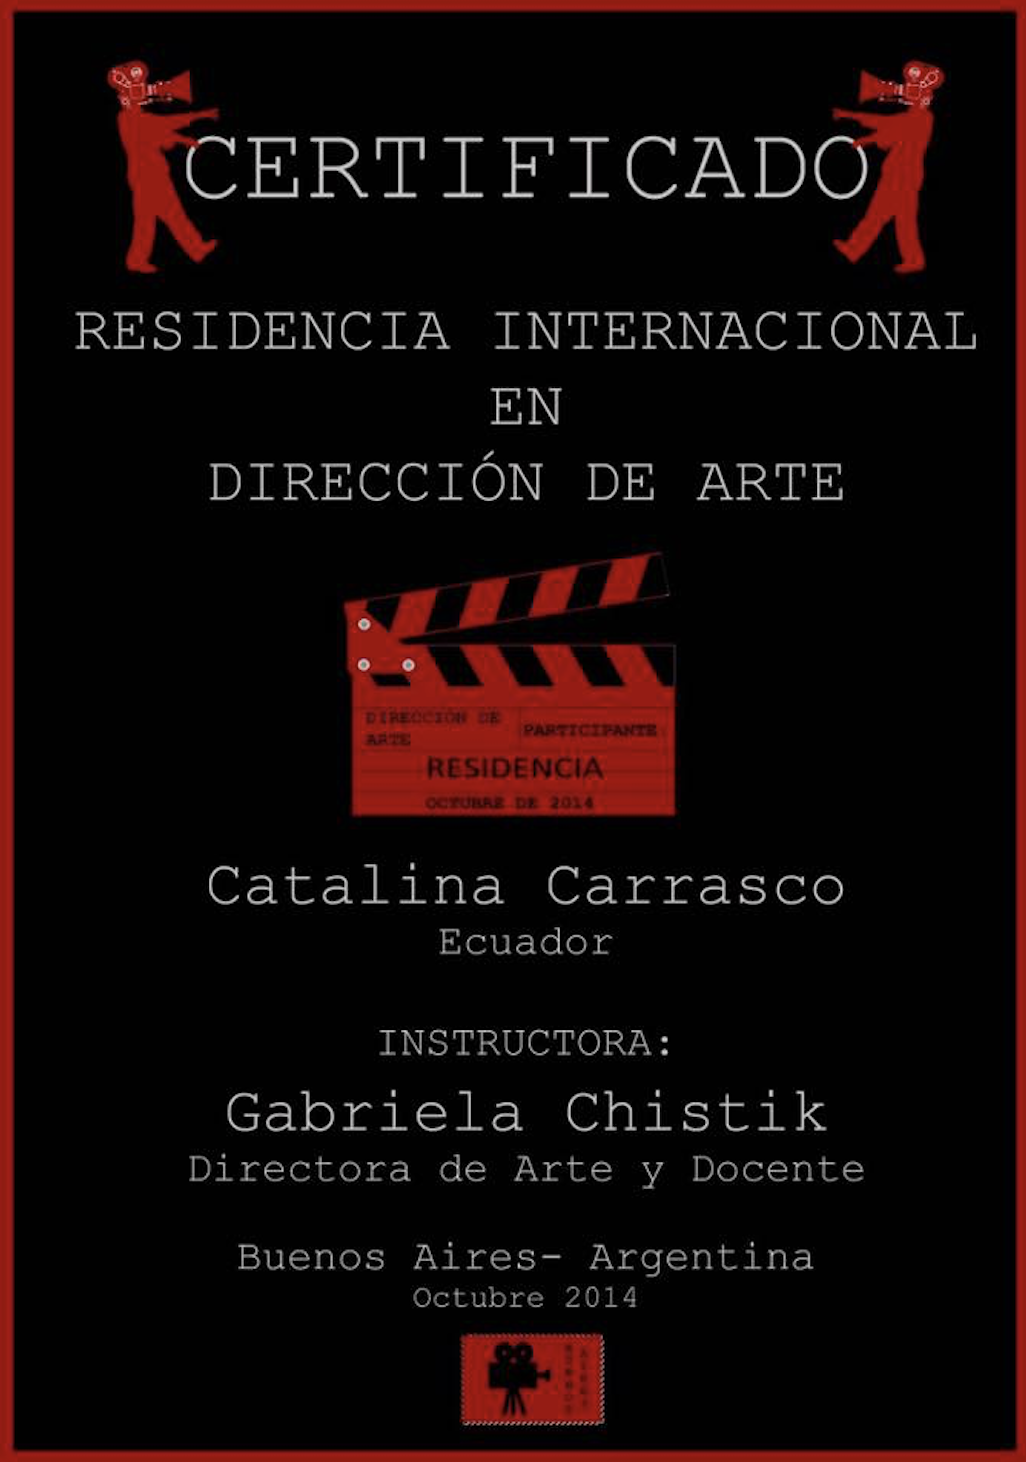 CERTIFICADO
RESIDENCIA INTERNACIONAL
EN
DIRECCIÓN DE ARTE
DIRECCION DE
ARTE
PARTICIPANTE
RESIDENCIA
OCTUBRE DE 2014
Catalina Carrasco
Ecuador
INSTRUCTORA:
Gabriela Chistik
Directora de Arte y Docente
Buenos Aires- Argentina
Octubre 2014